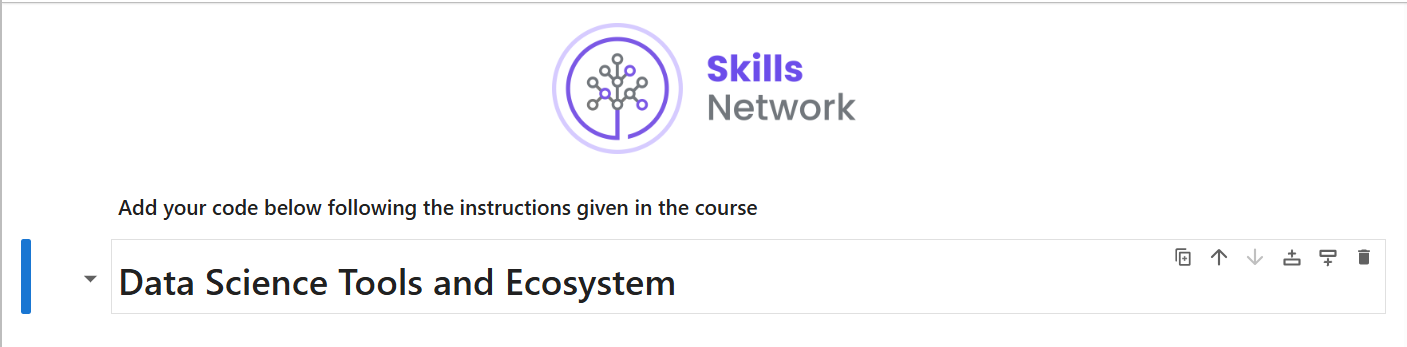 Skills
Network
Add your code below following the instructions given in the course
Data Science Tools and Ecosystem